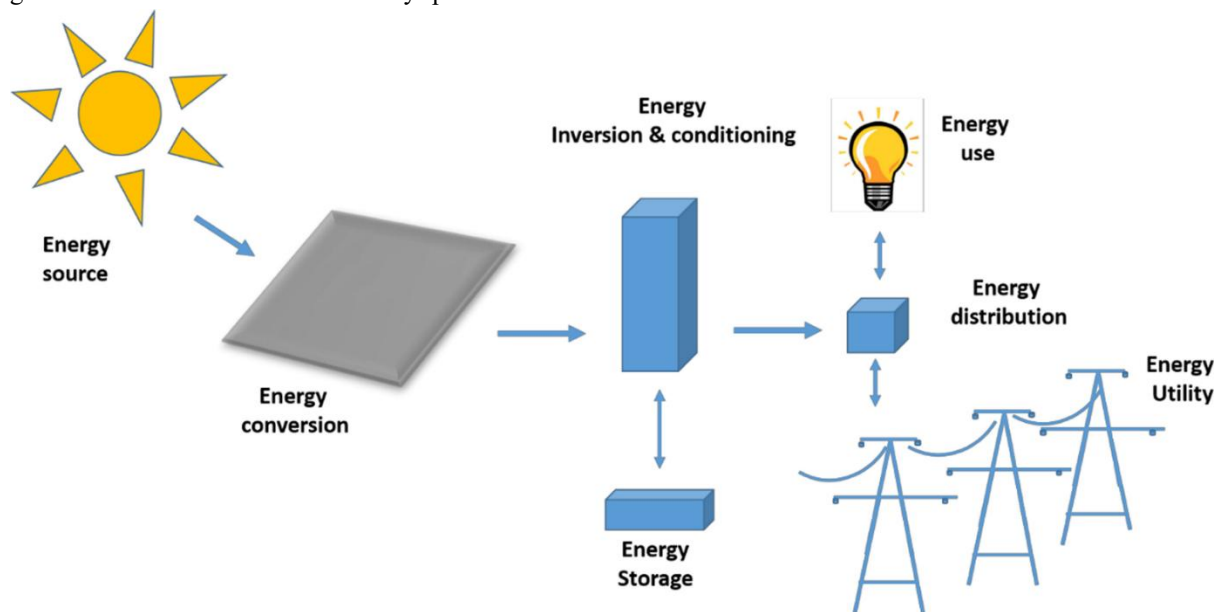 Energy
source
Energy
conversion
Energy
Inversion & conditioning
Energy
Storage
Energy
use
Energy
distribution
Energy
Utility